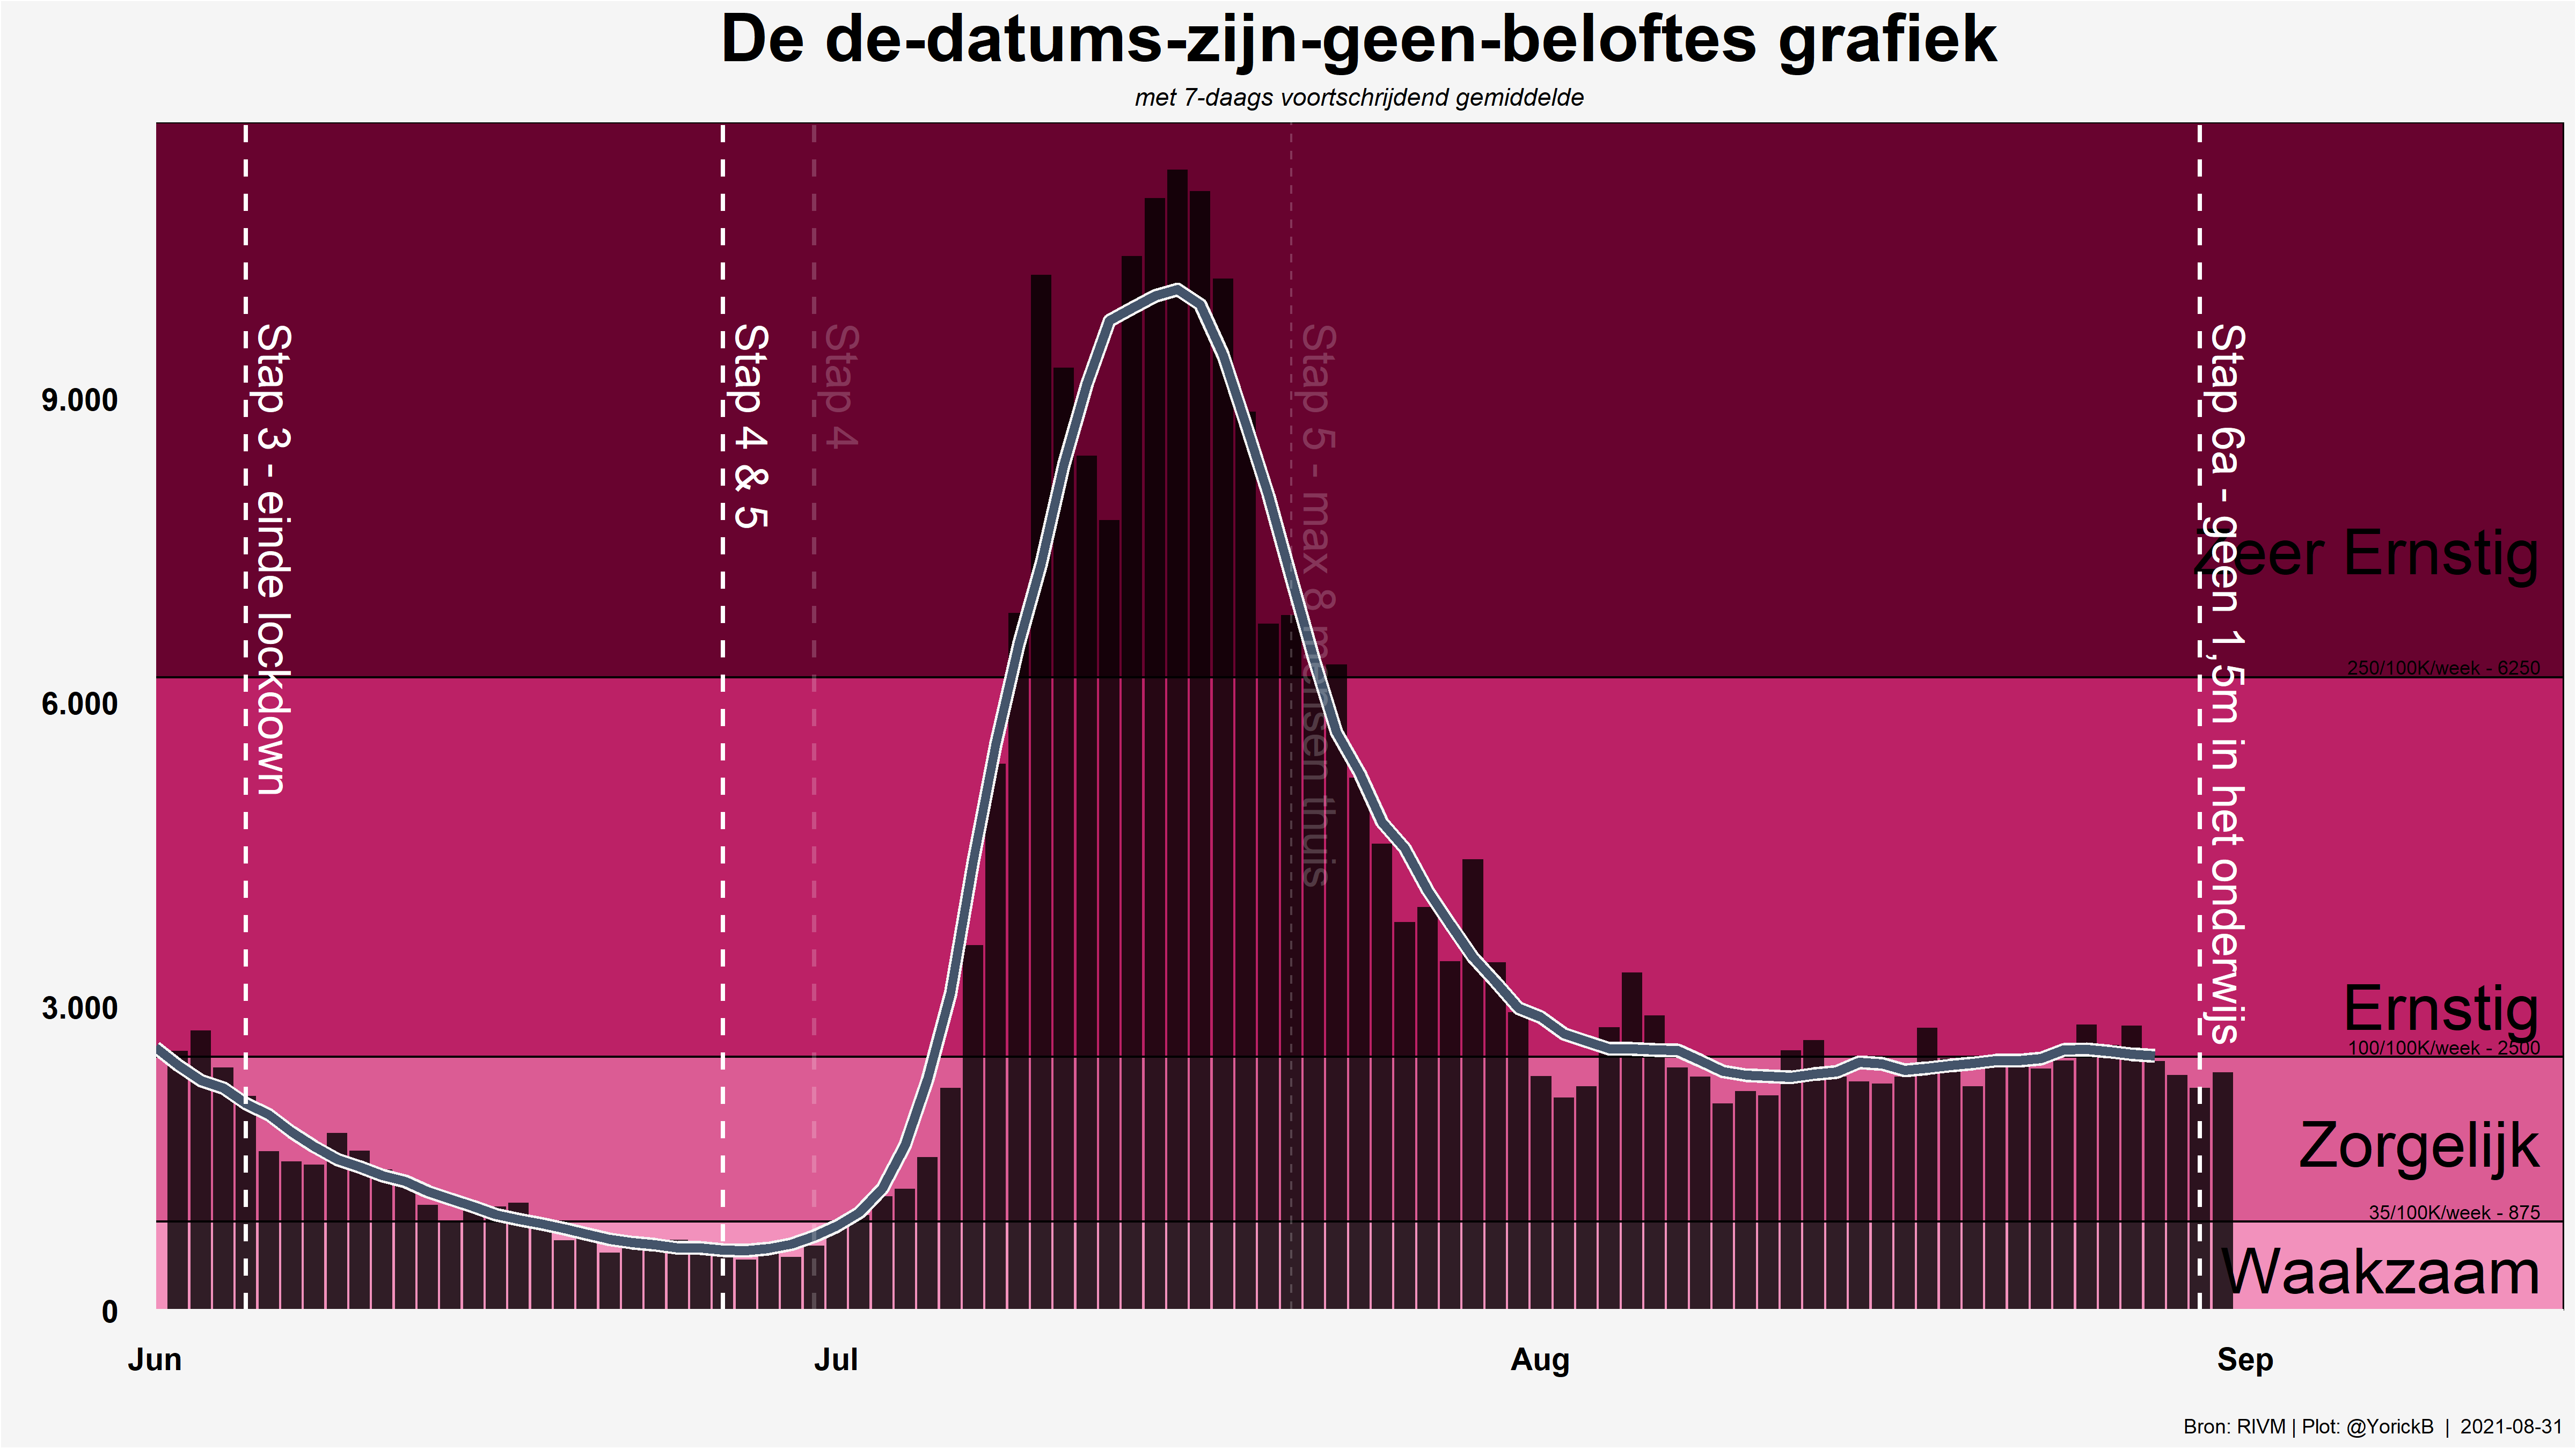 De de-datums-zijn-geen-beloftes grafiek
met 7-daags voortschrijdend gemiddelde
9.000
6.000
3.000
0
Stap 3 - einde lockdown
Stap 4 & 5
Stap 4
Stap 5 - max 8 mensen thuis
Stap 6a - geen 1,5m in het onderwijs
Zeer Ernstig
250/100K/week - 6250
Ernstig
100/100K/week - 2500
Zorgelijk
35/100K/week - 875
Waakzaam
Jun
Jul
Aug
Sep
Bron: RIVM | Plot: @YorickB | 2021-08-31